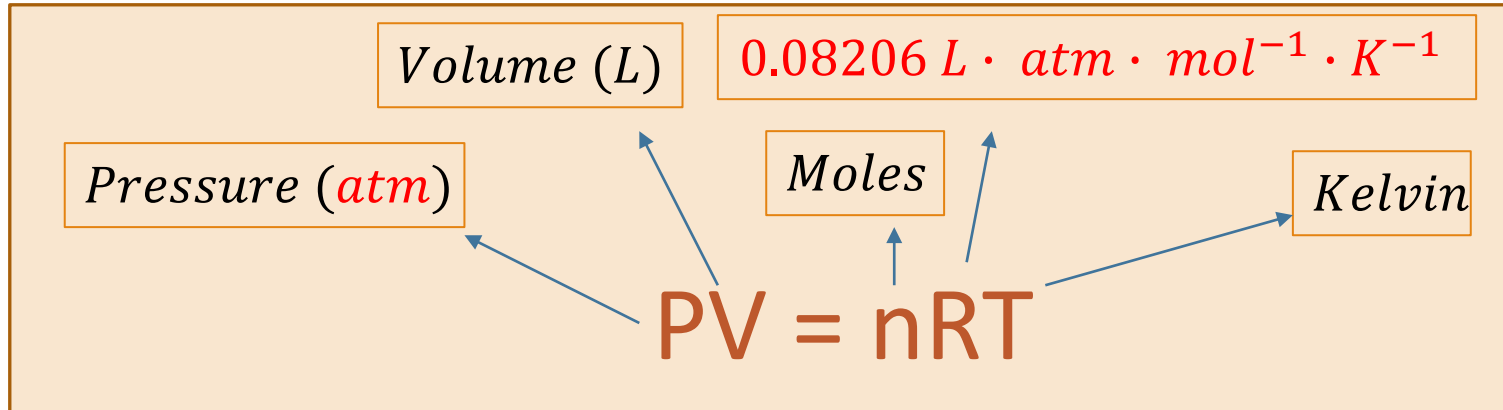 Volume (L)
0.08206 L · atm · mol⁻¹ · K⁻¹
Pressure (atm)
Moles
Kelvin
PV = nRT